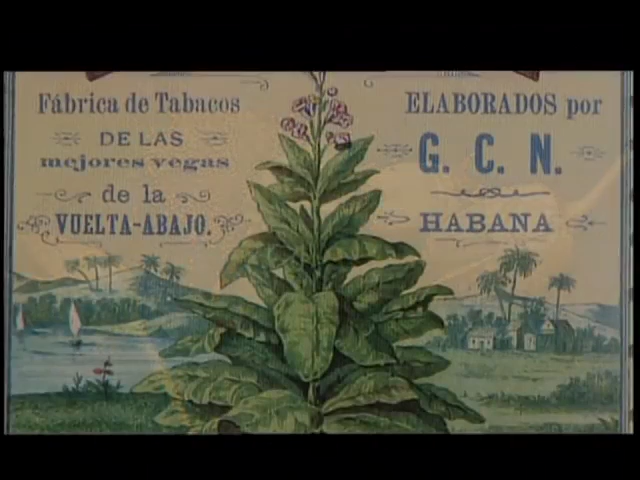 Fábrica de Tabacos
DE LAS
mejores vegas
de la
VUELTA-ABAJO.
ELABORADOS por
G. C. N.
HABANA